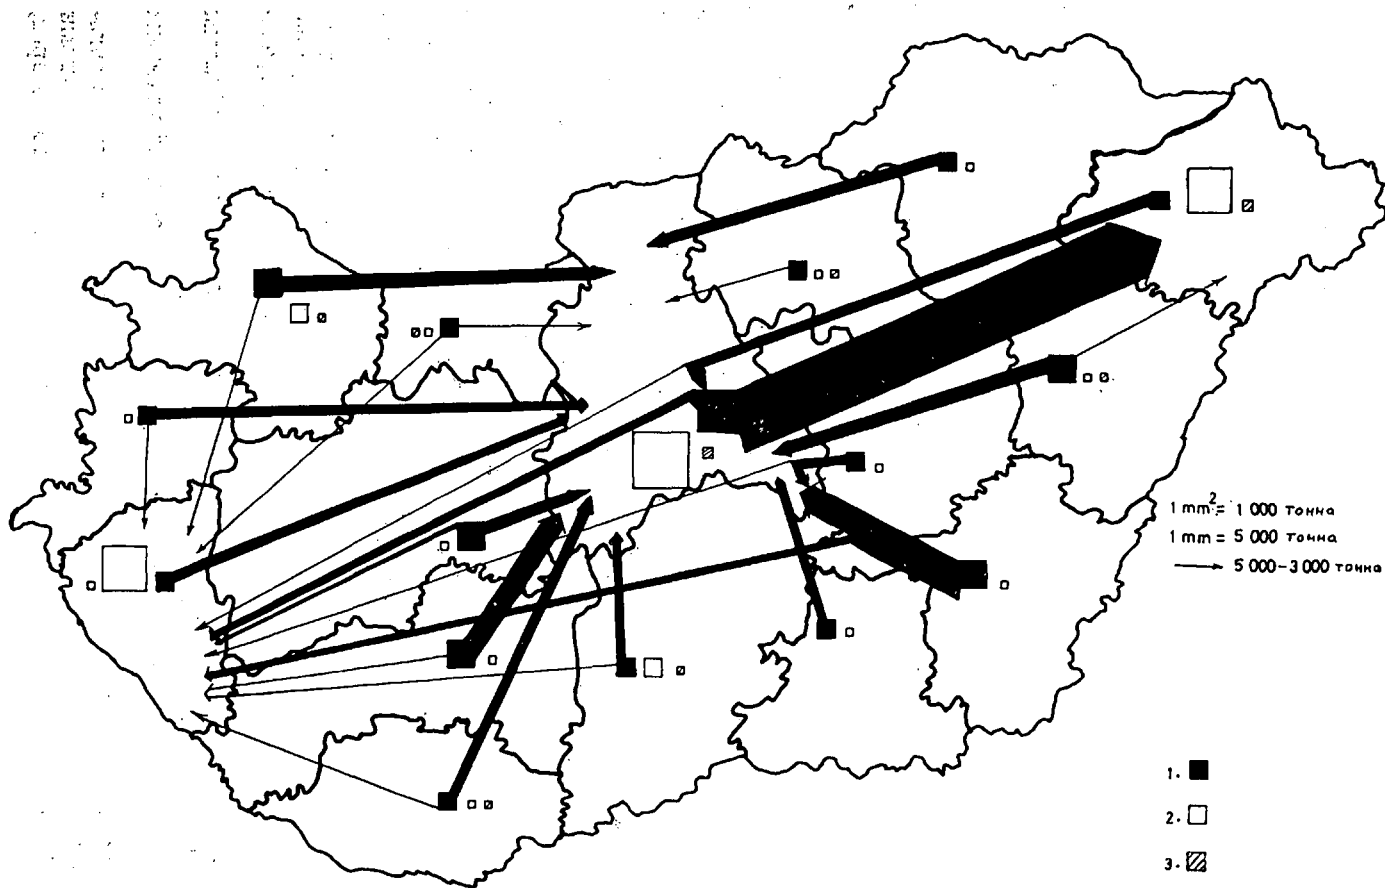 1 mm² = 1 000 тонна
1 mm = 5 000 тонна
5 000-3 000 тонна
1.
2.
3.